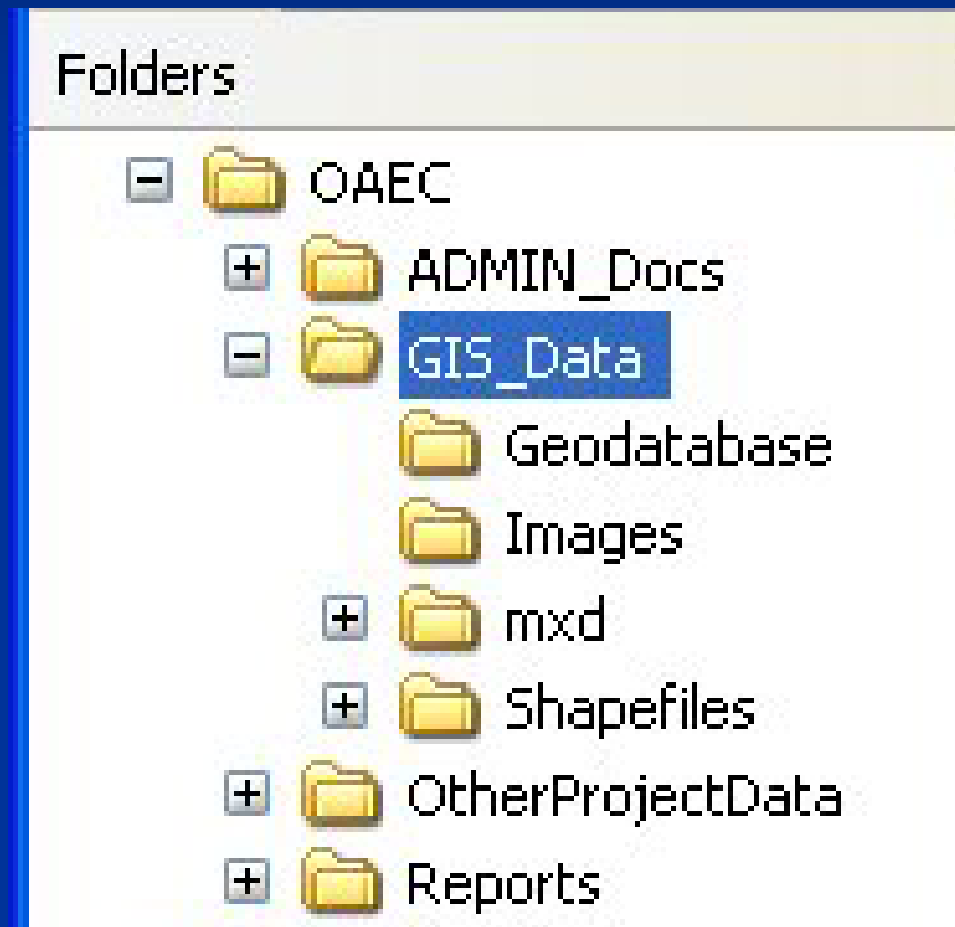 Folders
OAEC
ADMIN_Docs
GIS_Data
Geodatabase
Images
mxd
Shapefiles
OtherProjectData
Reports